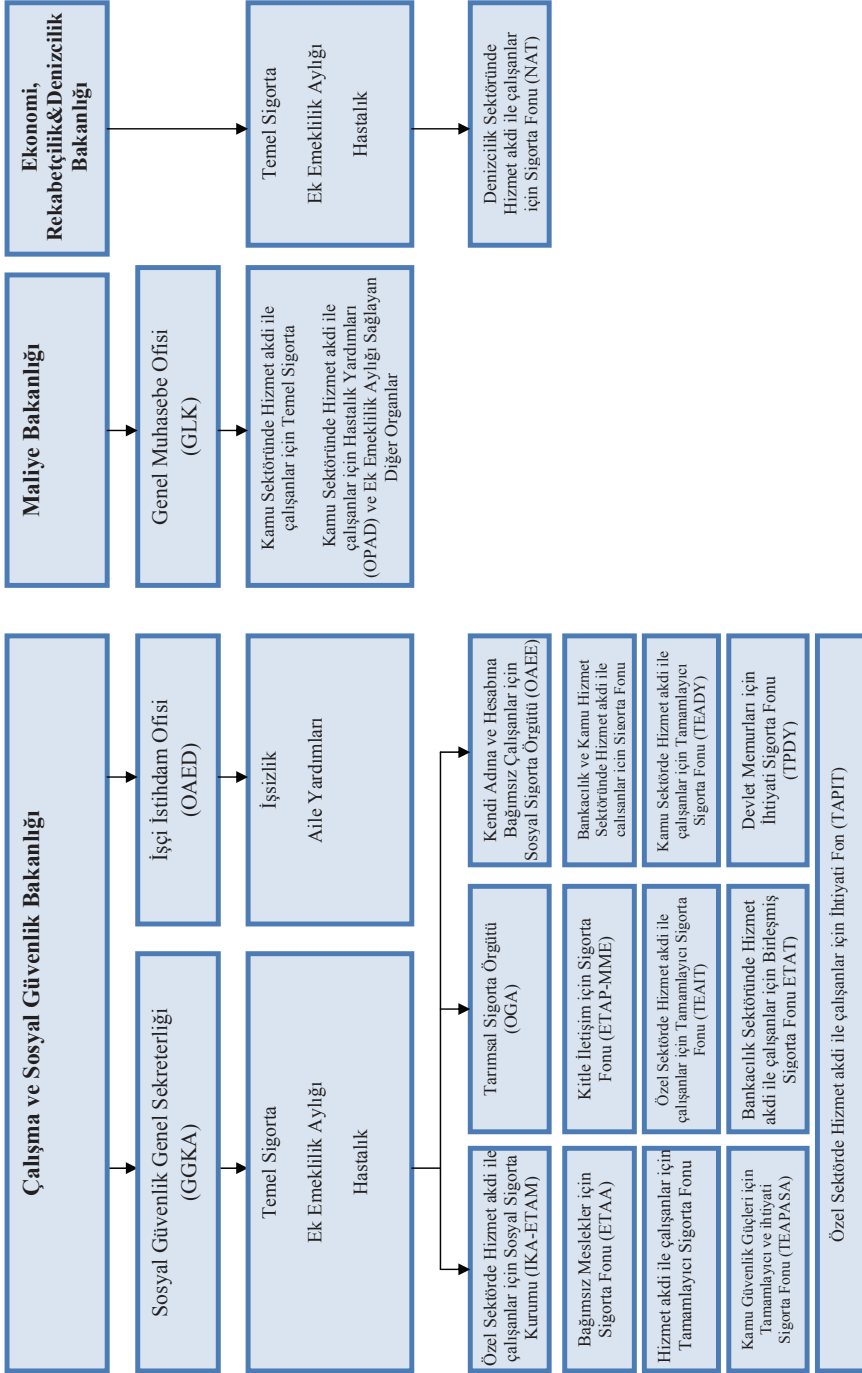 Çalışma ve Sosyal Güvenlik Bakanlığı
Sosyal Güvenlik Genel Sekreterliği
(GGKA)
İşçi İstihdam Ofisi
(OAED)
Temel Sigorta
Ek Emeklilik Aylığı
Hastalık
İşsizlik
Aile Yardımları
Özel Sektörde Hizmet akdi ile
çalışanlar için Sosyal Sigorta
Kurumu (IKA-ETAM)
Tarımsal Sigorta Örgütü
(OGA)
Kendi Adına ve Hesabına
Bağımsız Çalışanlar için
Sosyal Sigorta Örgütü (OAEE)
Bağımsız Meslekler için
Sigorta Fonu (ETAA)
Kitle İletişim için Sigorta
Fonu (ETAP-MME)
Bankacılık ve Kamu Hizmet
Sektöründe Hizmet akdi ile
calısanlar icin Sigorta Fonu
Hizmet akdi ile çalışanlar için
Tamamlayıcı Sigorta Fonu
Özel Sektörde Hizmet akdi ile
çalışanlar için Tamamlayıcı Sigorta
Fonu (TEAIT)
Kamu Sektörde Hizmet akdi ile
çalışanlar için Tamamlayıcı
Sigorta Fonu (TEADY)
Kamu Güvenlik Güçleri için
Tamamlayıcı ve ihtiyati
Sigorta Fonu (TEAPASA)
Bankacılık Sektöründe Hizmet
akdi ile çalışanlar için Birleşmiş
Sigorta Fonu ETAT
Devlet Memurları için
İhtiyati Sigorta Fonu
(TPDY)
Özel Sektörde Hizmet akdi ile çalışanlar için İhtiyati Fon (TAPIT)
Maliye Bakanlığı
Genel Muhasebe Ofisi
(GLK)
Kamu Sektöründe Hizmet akdi ile
çalışanlar için Temel Sigorta
Kamu Sektöründe Hizmet akdi ile
çalışanlar için Hastalık Yardımları
(OPAD) ve Ek Emeklilik Aylığı Sağlayan
Diğer Organlar
Ekonomi,
Rekabetçilik&Denizcilik
Bakanlığı
Temel Sigorta
Ek Emeklilik Aylığı
Hastalık
Denizcilik Sektöründe
Hizmet akdi ile çalışanlar
için Sigorta Fonu (NAT)